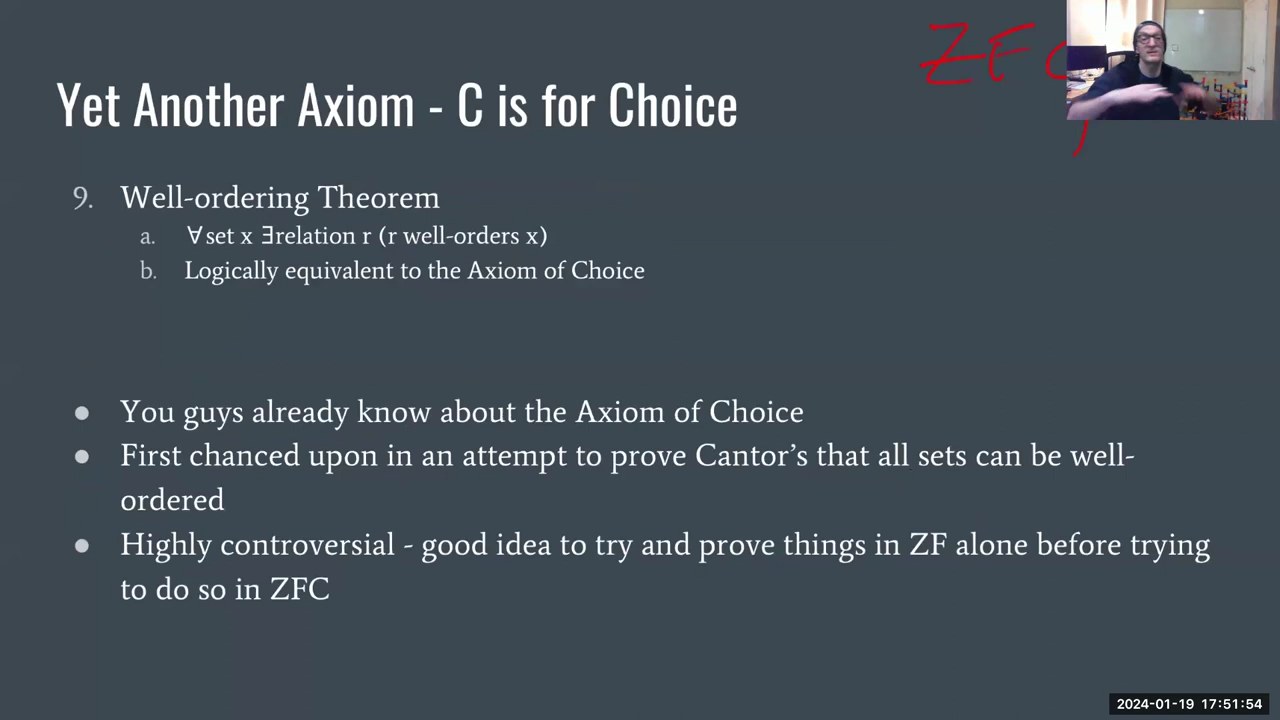 ZF
Yet Another Axiom - C is for Choice
9. Well-ordering Theorem
a. ∀ set x ∃relation r (r well-orders x)
b. Logically equivalent to the Axiom of Choice
● You guys already know about the Axiom of Choice
● First chanced upon in an attempt to prove Cantor’s that all sets can be well-
ordered
● Highly controversial - good idea to try and prove things in ZF alone before trying
to do so in ZFC
2024-01-19 17:51:54